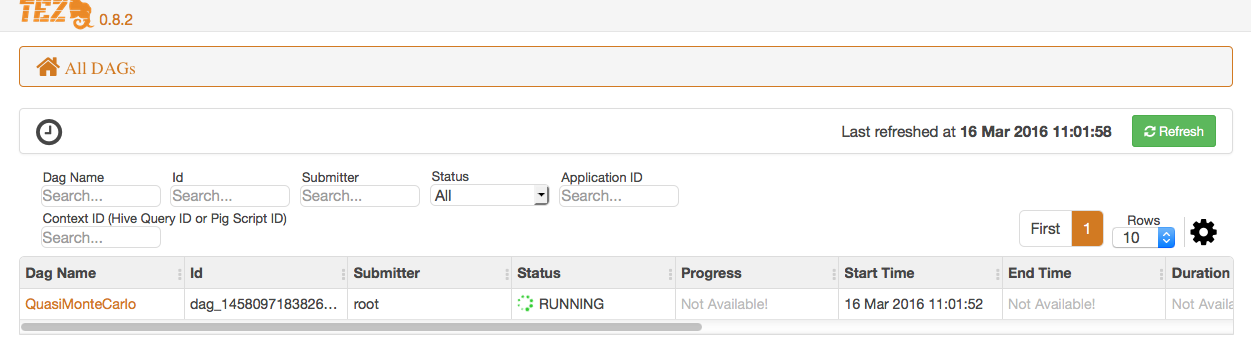 TEZ 0.8.2
All DAGs
Last refreshed at 16 Mar 2016 11:01:58 Refresh
Dag Name Id Submitter Status Application ID
Search... Search... Search... All Search...
Context ID (Hive Query ID or Pig Script ID)
Search...
First 1 Rows
10
Dag Name Id Submitter Status Progress Start Time End Time Duration
QuasiMonteCarlo dag_1458097183826... root RUNNING Not Available! 16 Mar 2016 11:01:52 Not Available! Not Availa